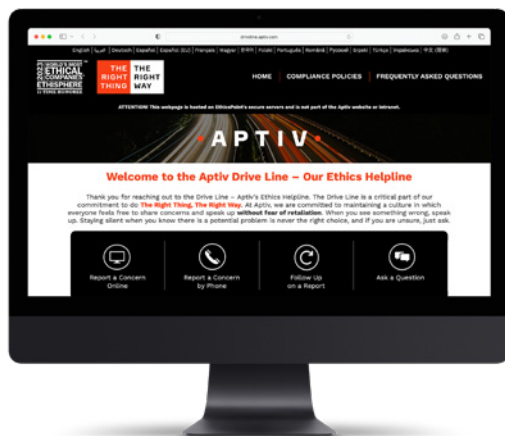 driveline.aptiv.com
English | العربية | Deutsch | Español | Español (EU) | Français | Magyar | 한국어 | Polski | Português | Română | Русский | Srpski | Türkçe | Українська | 中文 (简体)
2023
WORLD'S MOST
ETHICAL
COMPANIES
ETHISPHERE
11 TIME HONOREE
THE RIGHT THING
THE RIGHT WAY
HOME | COMPLIANCE POLICIES | FREQUENTLY ASKED QUESTIONS
ATTENTION! This webpage is hosted on EthicsPoint's secure servers and is not part of the Aptiv website or intranet.
• A P T I V •
Welcome to the Aptiv Drive Line – Our Ethics Helpline
Thank you for reaching out to the Drive Line – Aptiv's Ethics Helpline. The Drive Line is a critical part of our
commitment to do The Right Thing, The Right Way. At Aptiv, we are committed to maintaining a culture in which
everyone feels free to share concerns and speak up without fear of retaliation. When you see something wrong, speak
up. Staying silent when you know there is a potential problem is never the right choice, and if you are unsure, just ask.
Report a Concern
Online
Report a Concern
by Phone
Follow Up
on a Report
Ask a Question